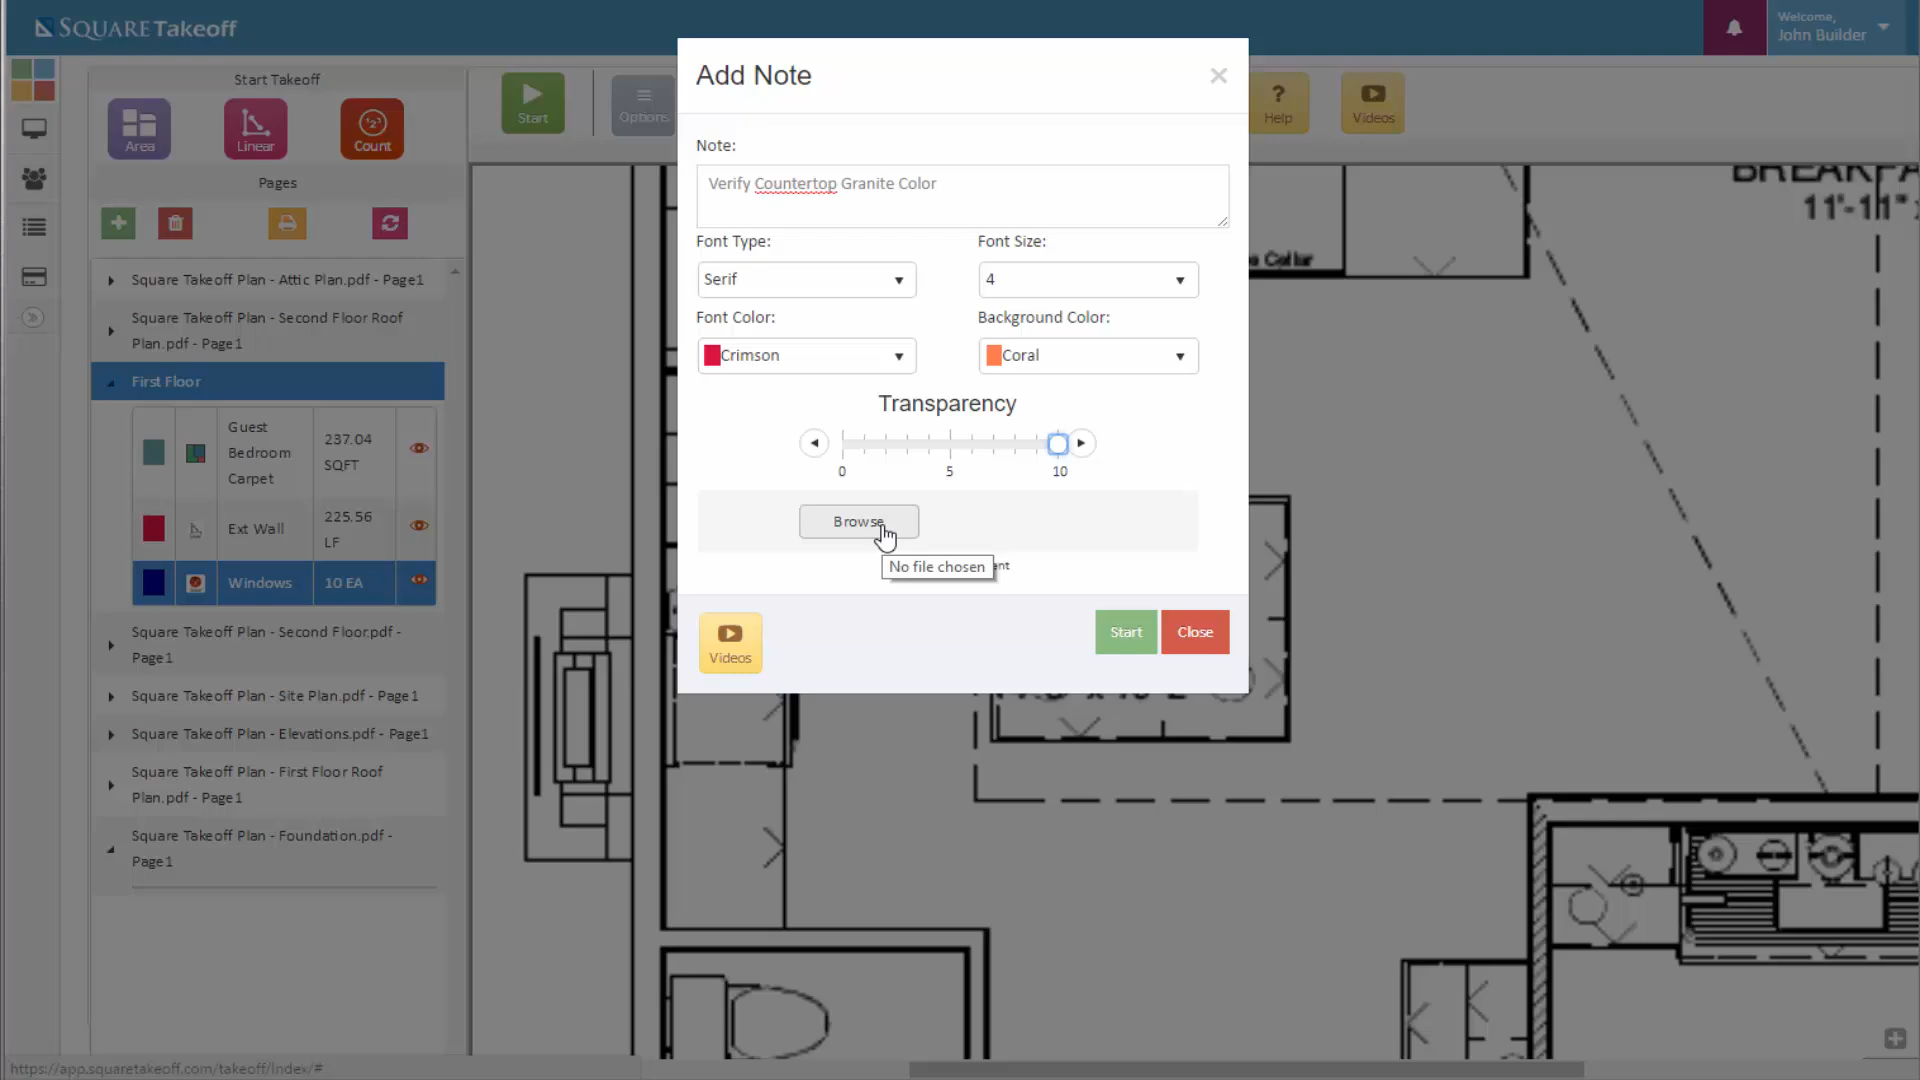 SQUARE Takeoff
Welcome,
John Builder
Start Takeoff
Area
Linear
Count
Pages
Square Takeoff Plan - Attic Plan.pdf - Page1
Square Takeoff Plan - Second Floor Roof
Plan.pdf - Page1
First Floor
Guest
Bedroom
Carpet
237.04
SQFT
Ext Wall
225.56
LF
Windows
10 EA
Square Takeoff Plan - Second Floor.pdf -
Page1
Square Takeoff Plan - Site Plan.pdf - Page1
Square Takeoff Plan - Elevations.pdf - Page1
Square Takeoff Plan - First Floor Roof
Plan.pdf - Page1
Square Takeoff Plan - Foundation.pdf -
Page1
Start
Options
Help
Videos
Add Note
Note:
Verify Countertop Granite Color
Font Type:
Font Size:
Serif
4
Font Color:
Background Color:
Crimson
Coral
Transparency
0
5
10
Browse
No file chosen
Videos
Start
Close
11'-11"
https://app.squaretakeoff.com/takeoff/Index/#